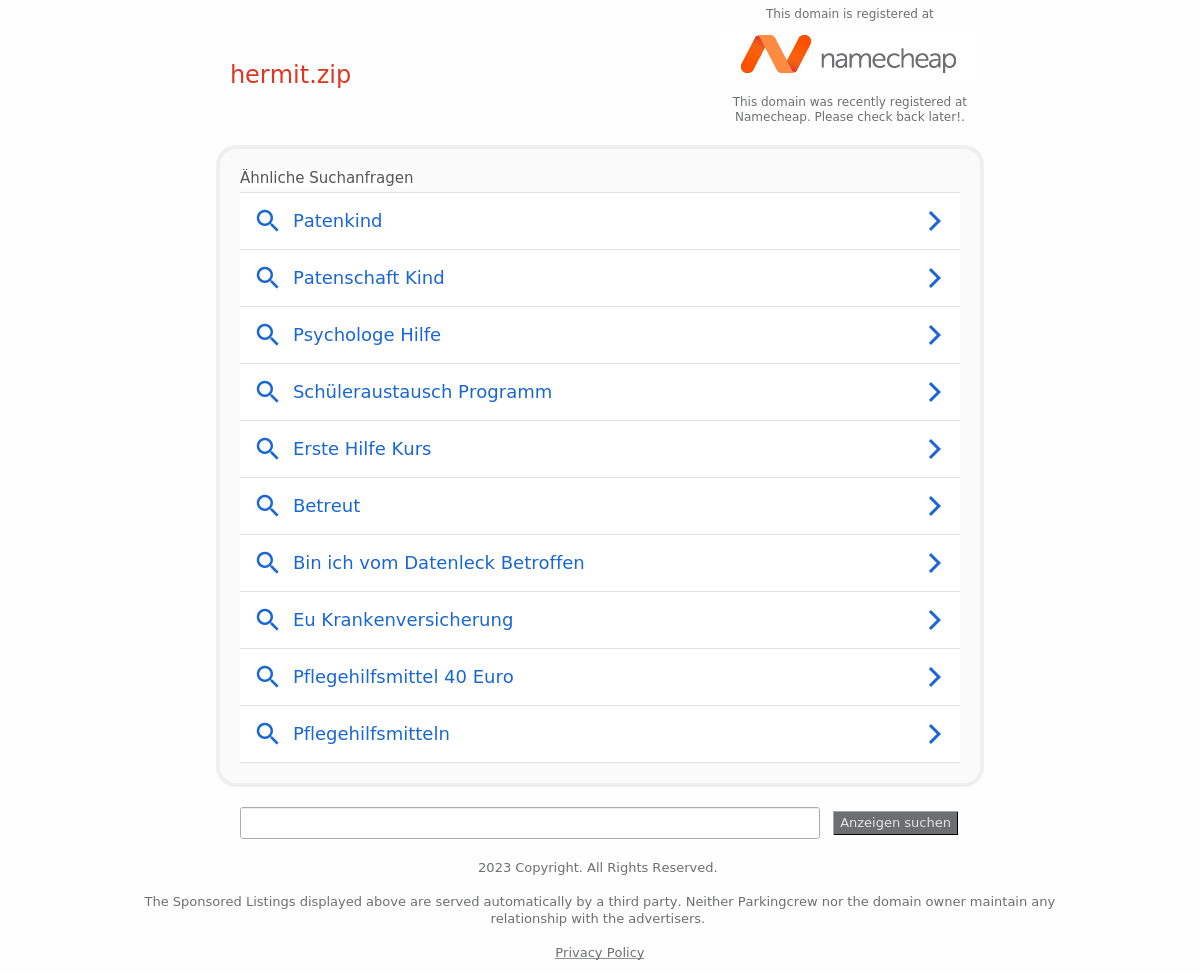 This domain is registered at
namecheap
hermit.zip
This domain was recently registered at
Namecheap. Please check back later!.
Ähnliche Suchanfragen
Patenkind
Patenschaft Kind
Psychologe Hilfe
Schüleraustausch Programm
Erste Hilfe Kurs
Betreut
Bin ich vom Datenleck Betroffen
Eu Krankenversicherung
Pflegehilfsmittel 40 Euro
Pflegehilfsmitteln
Anzeigen suchen
2023 Copyright. All Rights Reserved.
The Sponsored Listings displayed above are served automatically by a third party. Neither Parkingcrew nor the domain owner maintain any
relationship with the advertisers.
Privacy Policy